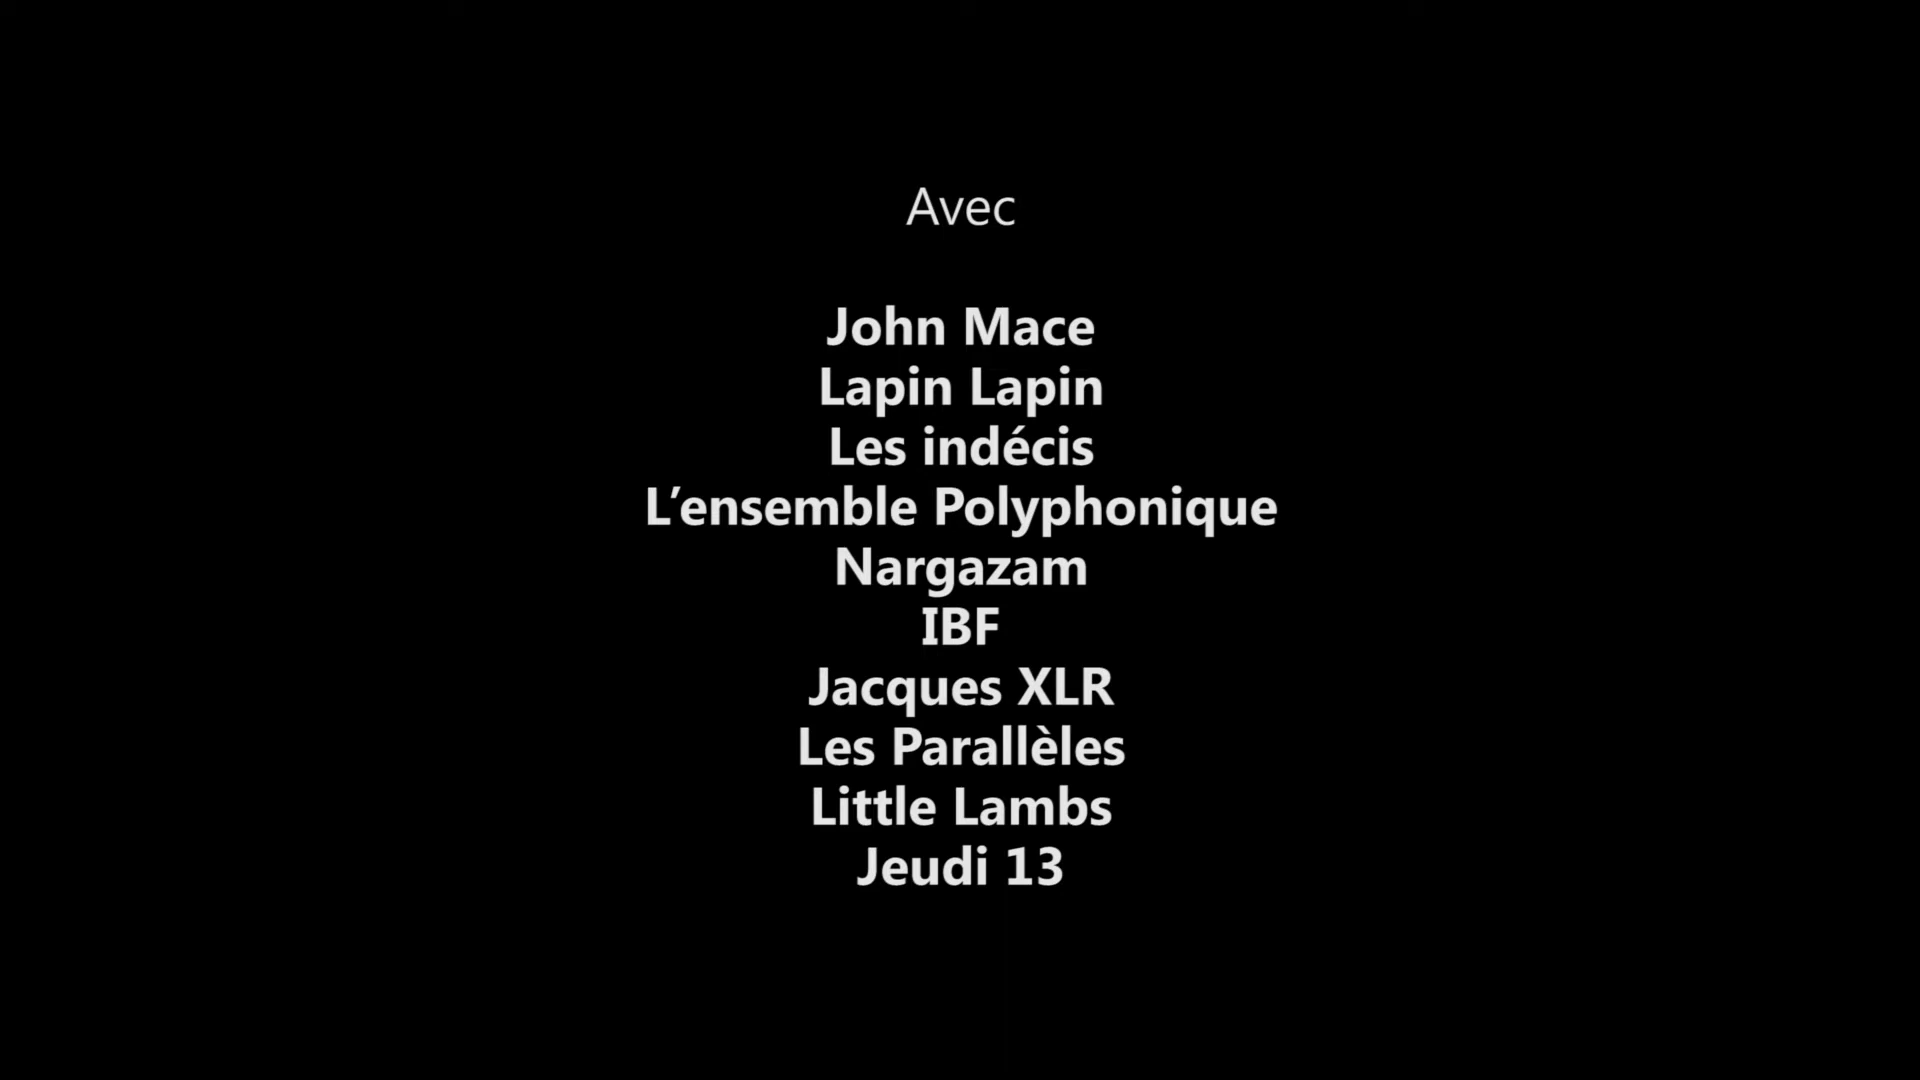 Avec
John Mace
Lapin Lapin
Les indécis
L’ensemble Polyphonique
Nargazam
IBF
Jacques XLR
Les Parallèles
Little Lambs
Jeudi 13